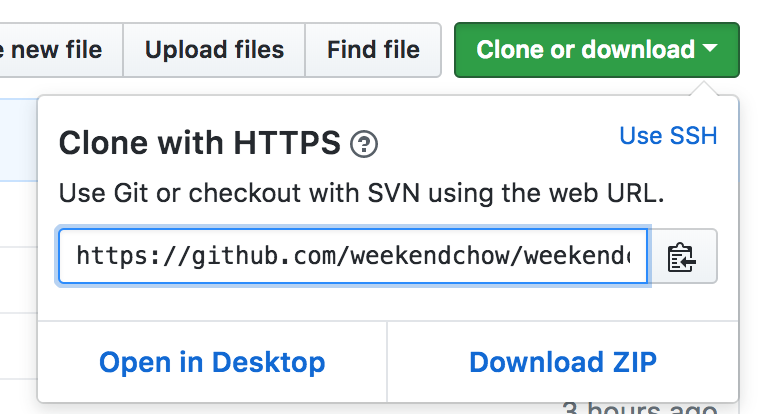 new file
Upload files
Find file
Clone or download
Clone with HTTPS ?
Use SSH
Use Git or checkout with SVN using the web URL.
https://github.com/weekendchow/weekend
Open in Desktop
Download ZIP
3 hours ago